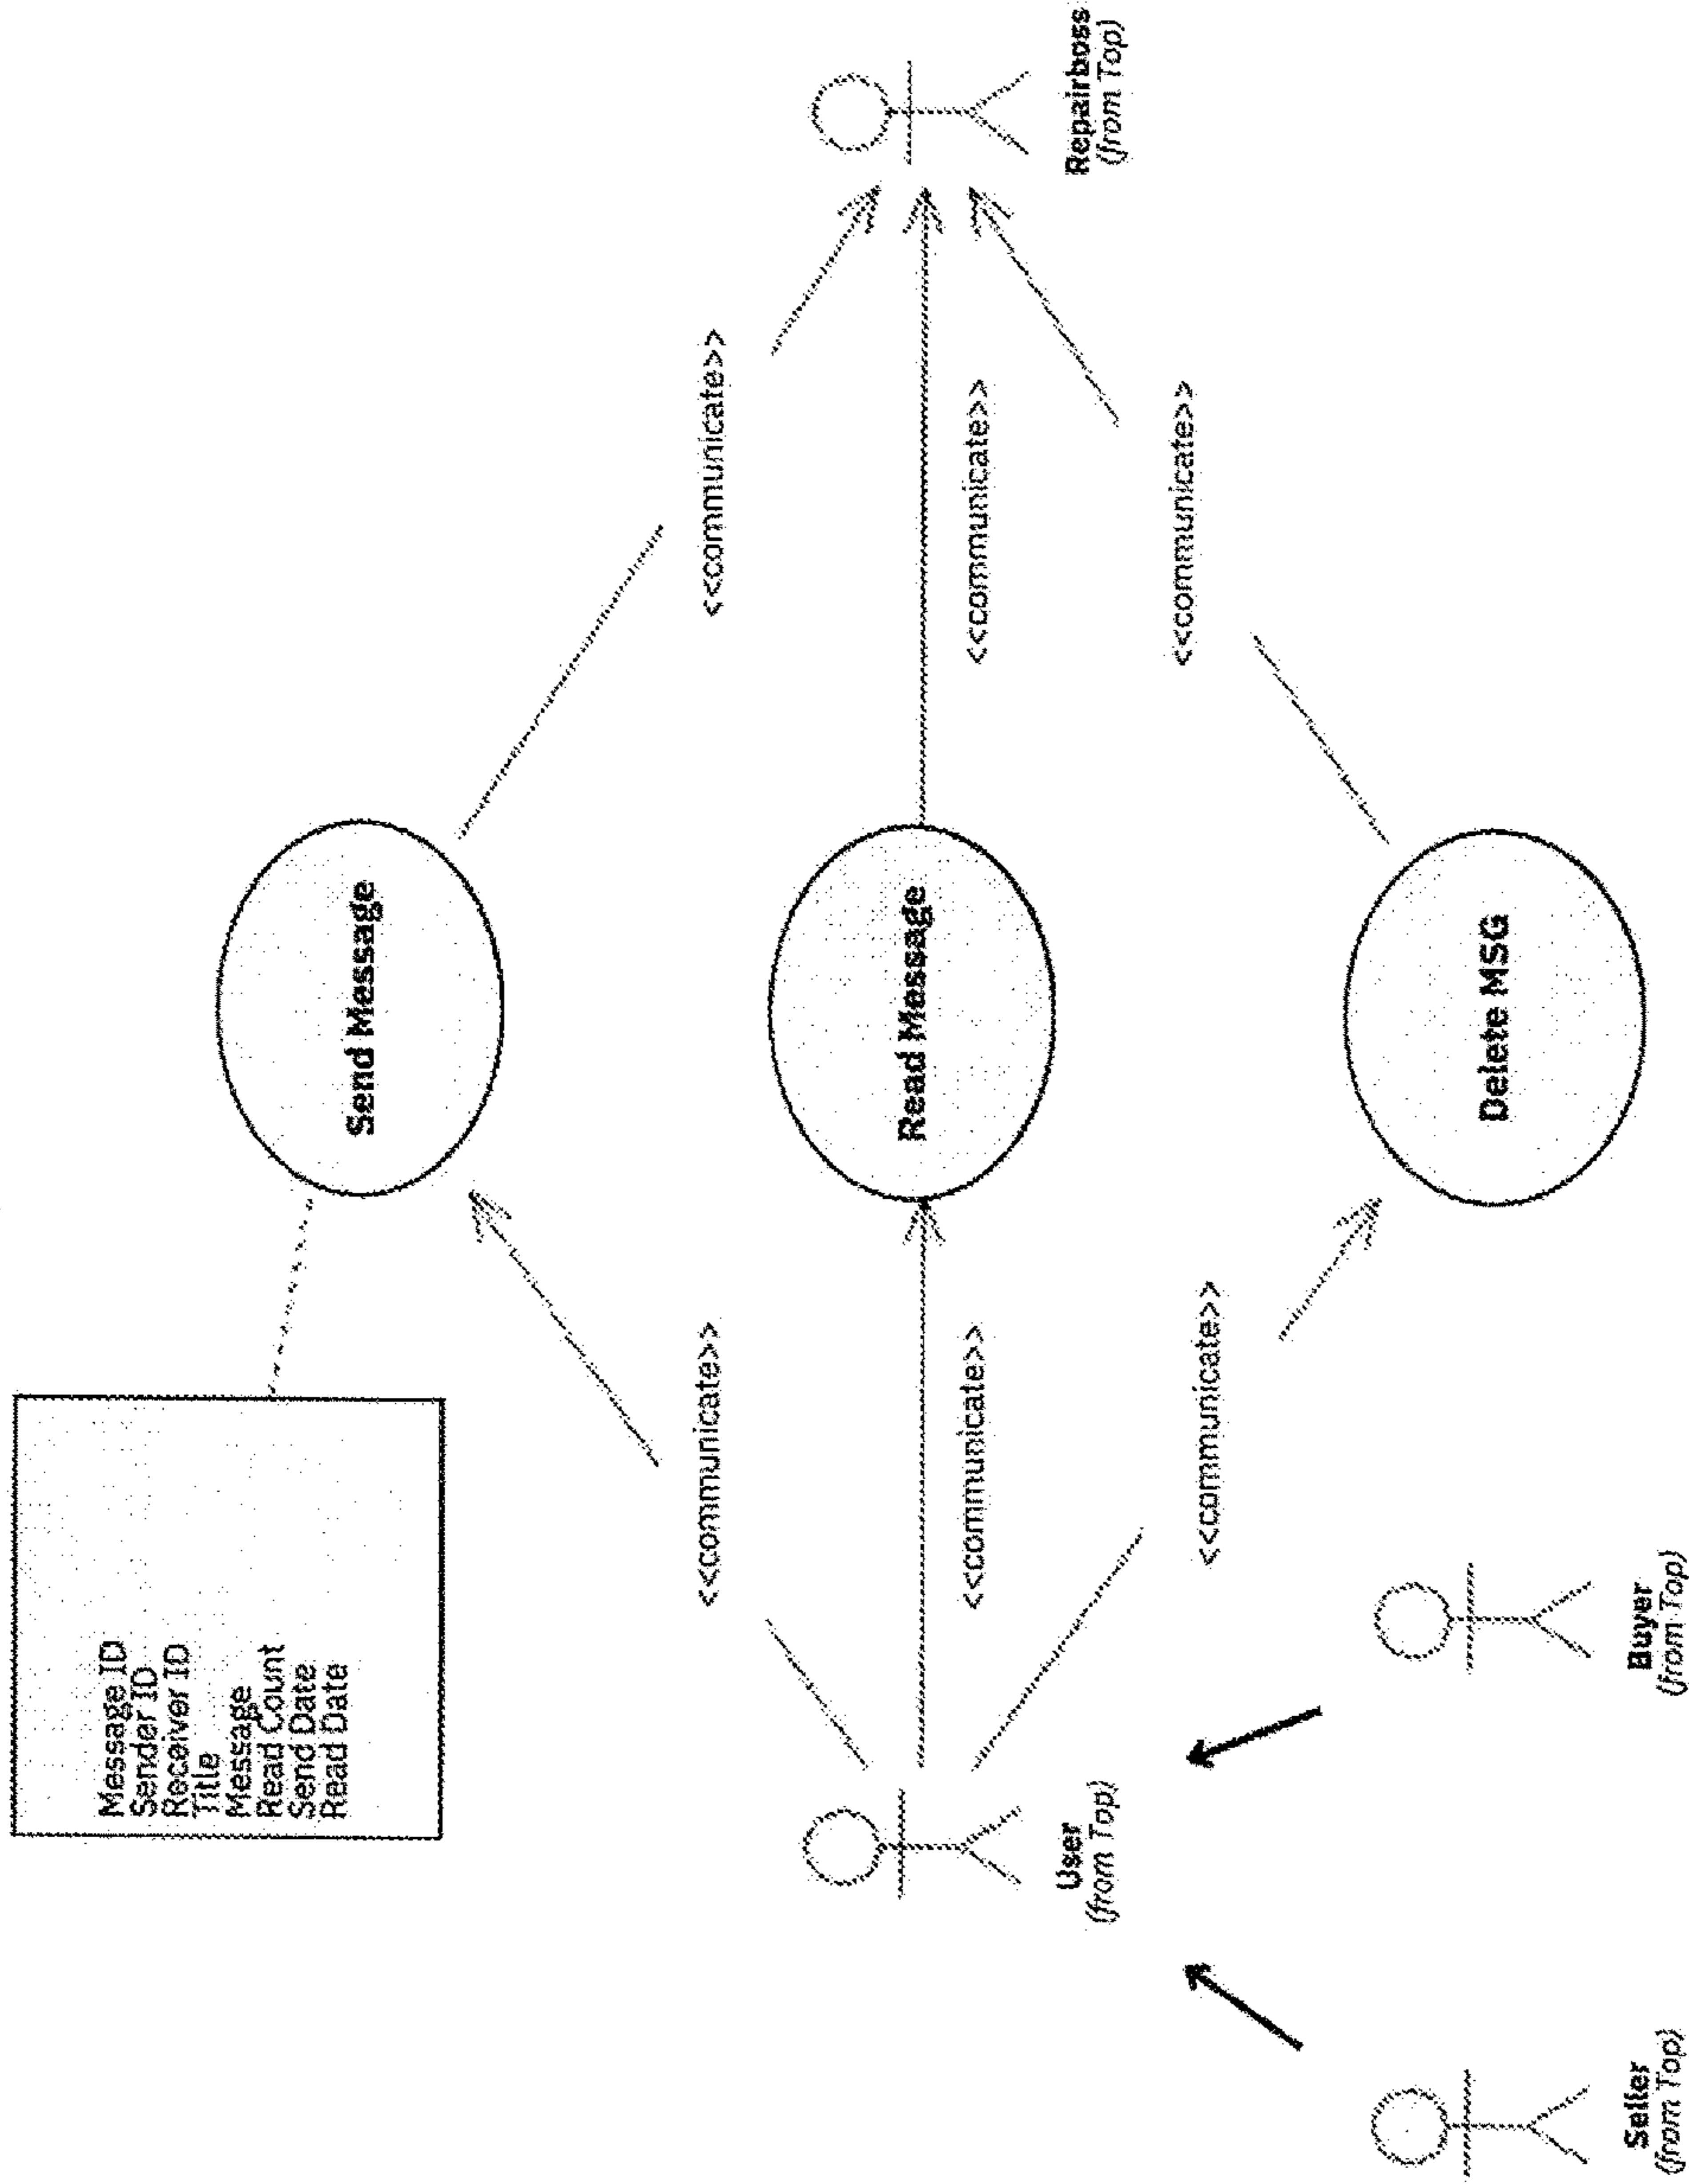 Message ID
Sender ID
Receiver ID
Title
Message
Read Count
Send Date
Read Date
Send Message
<<communicate>>
<<communicate>>
Read Message
<<communicate>>
<<communicate>>
Delete MSG
<<communicate>>
<<communicate>>
User
(from Top)
Repairboss
(from Top)
Seller
(from Top)
Buyer
(from Top)